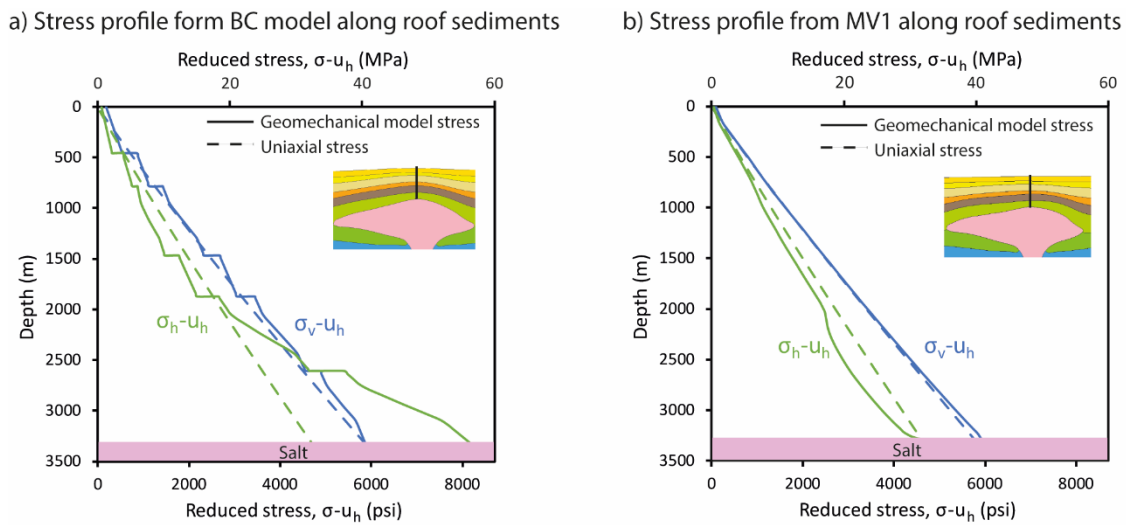 a) Stress profile form BC model along roof sediments
Reduced stress, σ-uh (MPa)
0 20 40 60
0
500
1000
1500
2000
2500
3000
3500
Depth (m)
Geomechanical model stress
Uniaxial stress
σh-uh
σv-uh
Salt
0 2000 4000 6000 8000
Reduced stress, σ-uh (psi)
b) Stress profile from MV1 along roof sediments
Reduced stress, σ-uh (MPa)
0 20 40 60
0
500
1000
1500
2000
2500
3000
3500
Depth (m)
Geomechanical model stress
Uniaxial stress
σh-uh
σv-uh
Salt
0 2000 4000 6000 8000
Reduced stress, σ-uh (psi)